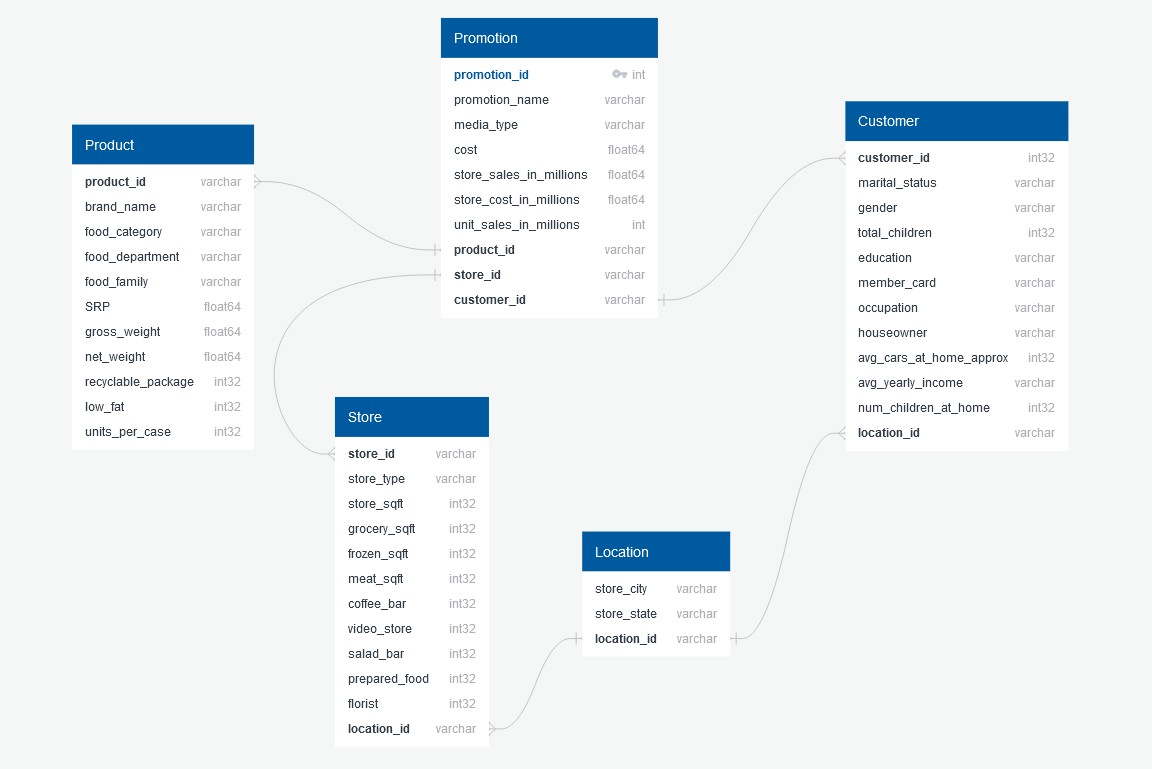 Promotion
promotion_id int
promotion_name varchar
media_type varchar
cost float64
store_sales_in_millions float64
store_cost_in_millions float64
unit_sales_in_millions int
product_id varchar
store_id varchar
customer_id varchar
Product
product_id varchar
brand_name varchar
food_category varchar
food_department varchar
food_family varchar
SRP float64
gross_weight float64
net_weight float64
recyclable_package int32
low_fat int32
units_per_case int32
Customer
customer_id int32
marital_status varchar
gender varchar
total_children int32
education varchar
member_card varchar
occupation varchar
houseowner varchar
avg_cars_at_home_approx int32
avg_yearly_income varchar
num_children_at_home int32
location_id varchar
Store
store_id varchar
store_type varchar
store_sqft int32
grocery_sqft int32
frozen_sqft int32
meat_sqft int32
coffee_bar int32
video_store int32
salad_bar int32
prepared_food int32
florist int32
location_id varchar
Location
store_city varchar
store_state varchar
location_id varchar